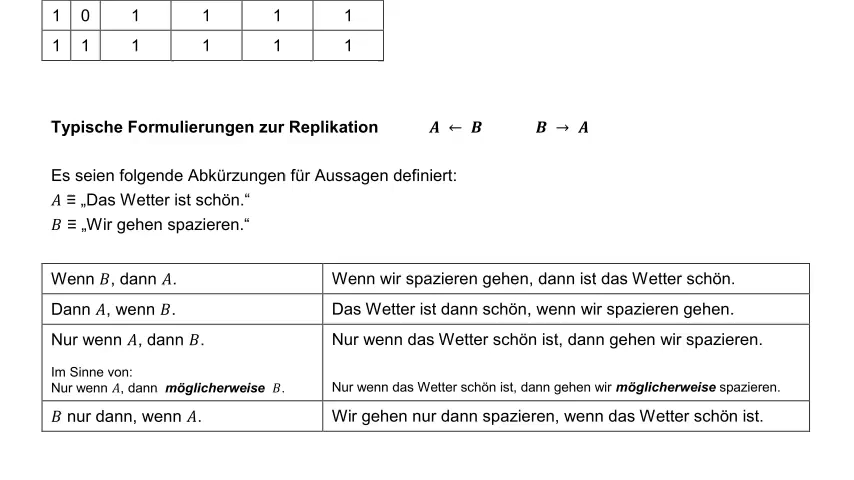 1 0 1 1 1 1
1 1 1 1 1 1
Typische Formulierungen zur Replikation A ← B B → A
Es seien folgende Abkürzungen für Aussagen definiert:
A ≡ „Das Wetter ist schön.“
B ≡ „Wir gehen spazieren.“
Wenn B, dann A. Wenn wir spazieren gehen, dann ist das Wetter schön.
Dann A, wenn B. Das Wetter ist dann schön, wenn wir spazieren gehen.
Nur wenn A, dann B. Nur wenn das Wetter schön ist, dann gehen wir spazieren.
Im Sinne von:
Nur wenn A, dann möglicherweise B. Nur wenn das Wetter schön ist, dann gehen wir möglicherweise spazieren.
B nur dann, wenn A. Wir gehen nur dann spazieren, wenn das Wetter schön ist.